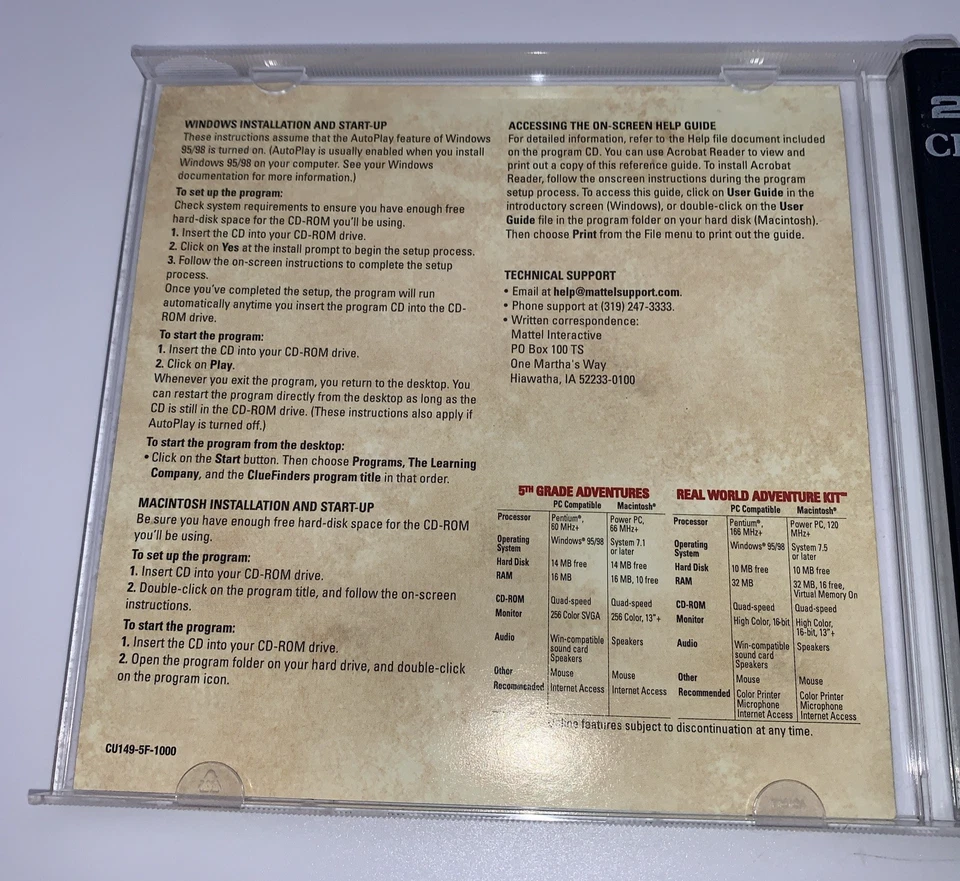 WINDOWS INSTALLATION AND START-UP
These instructions assume that the AutoPlay feature of Windows
95/98 is turned on. (AutoPlay is usually enabled when you install
Windows 95/98 on your computer. See your Windows
documentation for more information.)
To set up the program:
Check system requirements to ensure you have enough free
hard-disk space for the CD-ROM you'll be using.
1. Insert the CD into your CD-ROM drive.
2. Click on Yes at the install prompt to begin the setup process.
3. Follow the on-screen instructions to complete the setup
process.
Once you've completed the setup, the program will run
automatically anytime you insert the program CD into the CD-
ROM drive.
To start the program:
1. Insert the CD into your CD-ROM drive.
2. Click on Play.
Whenever you exit the program, you return to the desktop. You
can restart the program directly from the desktop as long as the
CD is still in the CD-ROM drive. (These instructions also apply if
AutoPlay is turned off.)
To start the program from the desktop:
• Click on the Start button. Then choose Programs, The Learning
Company, and the ClueFinders program title in that order.
MACINTOSH INSTALLATION AND START-UP
Be sure you have enough free hard-disk space for the CD-ROM
you'll be using.
To set up the program:
1. Insert CD into your CD-ROM drive.
2. Double-click on the program title, and follow the on-screen
instructions.
To start the program:
1. Insert the CD into your CD-ROM drive.
2. Open the program folder on your hard drive, and double-click
on the program icon.
CU149-5F-1000
ACCESSING THE ON-SCREEN HELP GUIDE
For detailed information, refer to the Help file document included
on the program CD. You can use Acrobat Reader to view and
print out a copy of this reference guide. To install Acrobat
Reader, follow the onscreen instructions during the program
setup process. To access this guide, click on User Guide in the
introductory screen (Windows), or double-click on the User
Guide file in the program folder on your hard disk (Macintosh).
Then choose Print from the File menu to print out the guide.
TECHNICAL SUPPORT
• Email at help@mattelsupport.com.
• Phone support at (319) 247-3333.
• Written correspondence:
Mattel Interactive
PO Box 100 TS
One Martha's Way
Hiawatha, IA 52233-0100
5TH GRADE ADVENTURES
PC Compatible Macintosh®
Processor Pentium®, 60 MHz+ Power PC, 66 MHz+
Operating System Windows® 95/98 System 7.1 or later
Hard Disk 14 MB free 14 MB free
RAM 16 MB 16 MB, 10 free
CD-ROM Quad-speed Quad-speed
Monitor 256 Color SVGA 256 Color, 13"+
Audio Win-compatible sound card Speakers Speakers
Other Mouse Mouse
Recommended Internet Access Internet Access
REAL WORLD ADVENTURE KIT™
PC Compatible Macintosh®
Processor Pentium®, 166 MHz+ Power PC, 120 MHz+
Operating System Windows® 95/98 System 7.5 or later
Hard Disk 10 MB free 10 MB free
RAM 32 MB 32 MB, 16 free, Virtual Memory On
CD-ROM Quad-speed Quad-speed
Monitor High Color, 16-bit High Color, 16-bit, 13"+
Audio Win-compatible sound card Speakers Speakers
Other Mouse Mouse
Recommended Color Printer Microphone Internet Access Color Printer Microphone Internet Access
features subject to discontinuation at any time.
2